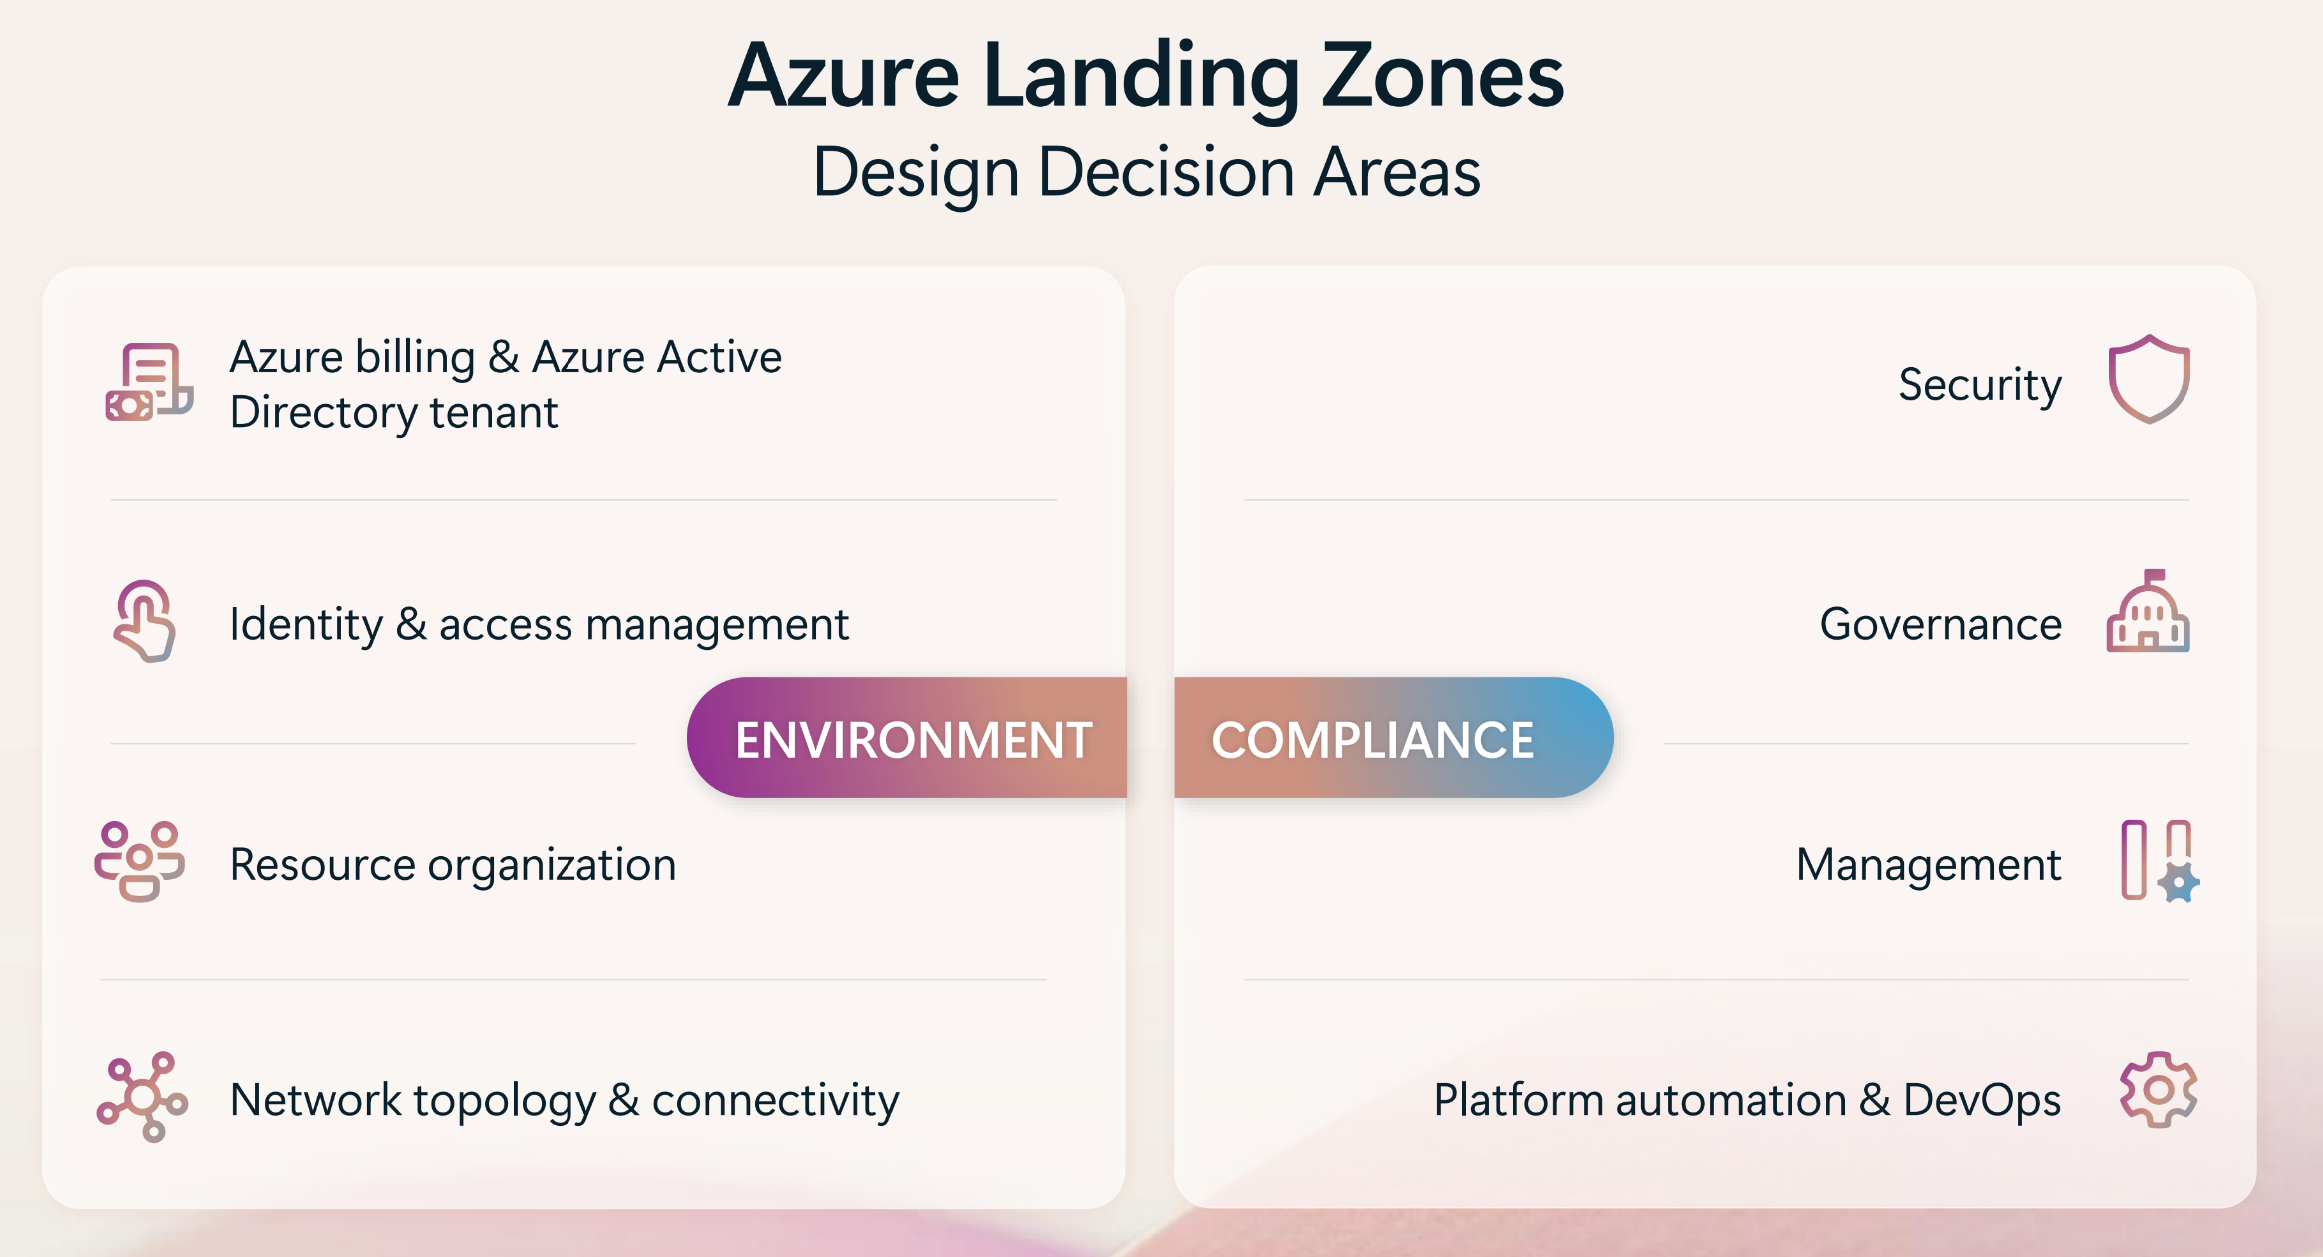 Azure Landing Zones
Design Decision Areas
Azure billing & Azure Active
Directory tenant
Identity & access management
ENVIRONMENT
Resource organization
Network topology & connectivity
Security
Governance
COMPLIANCE
Management
Platform automation & DevOps